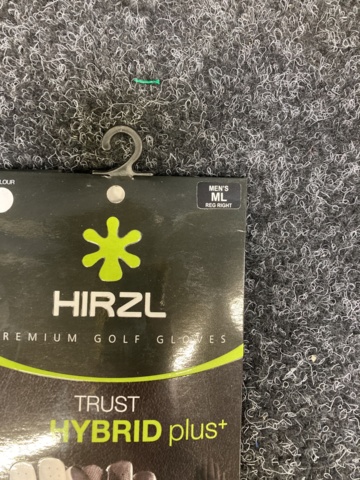 LOUR
MEN'S
ML
REG RIGHT
HIRZL
REMIUM GOLF GLOVES
TRUST
HYBRID plus+